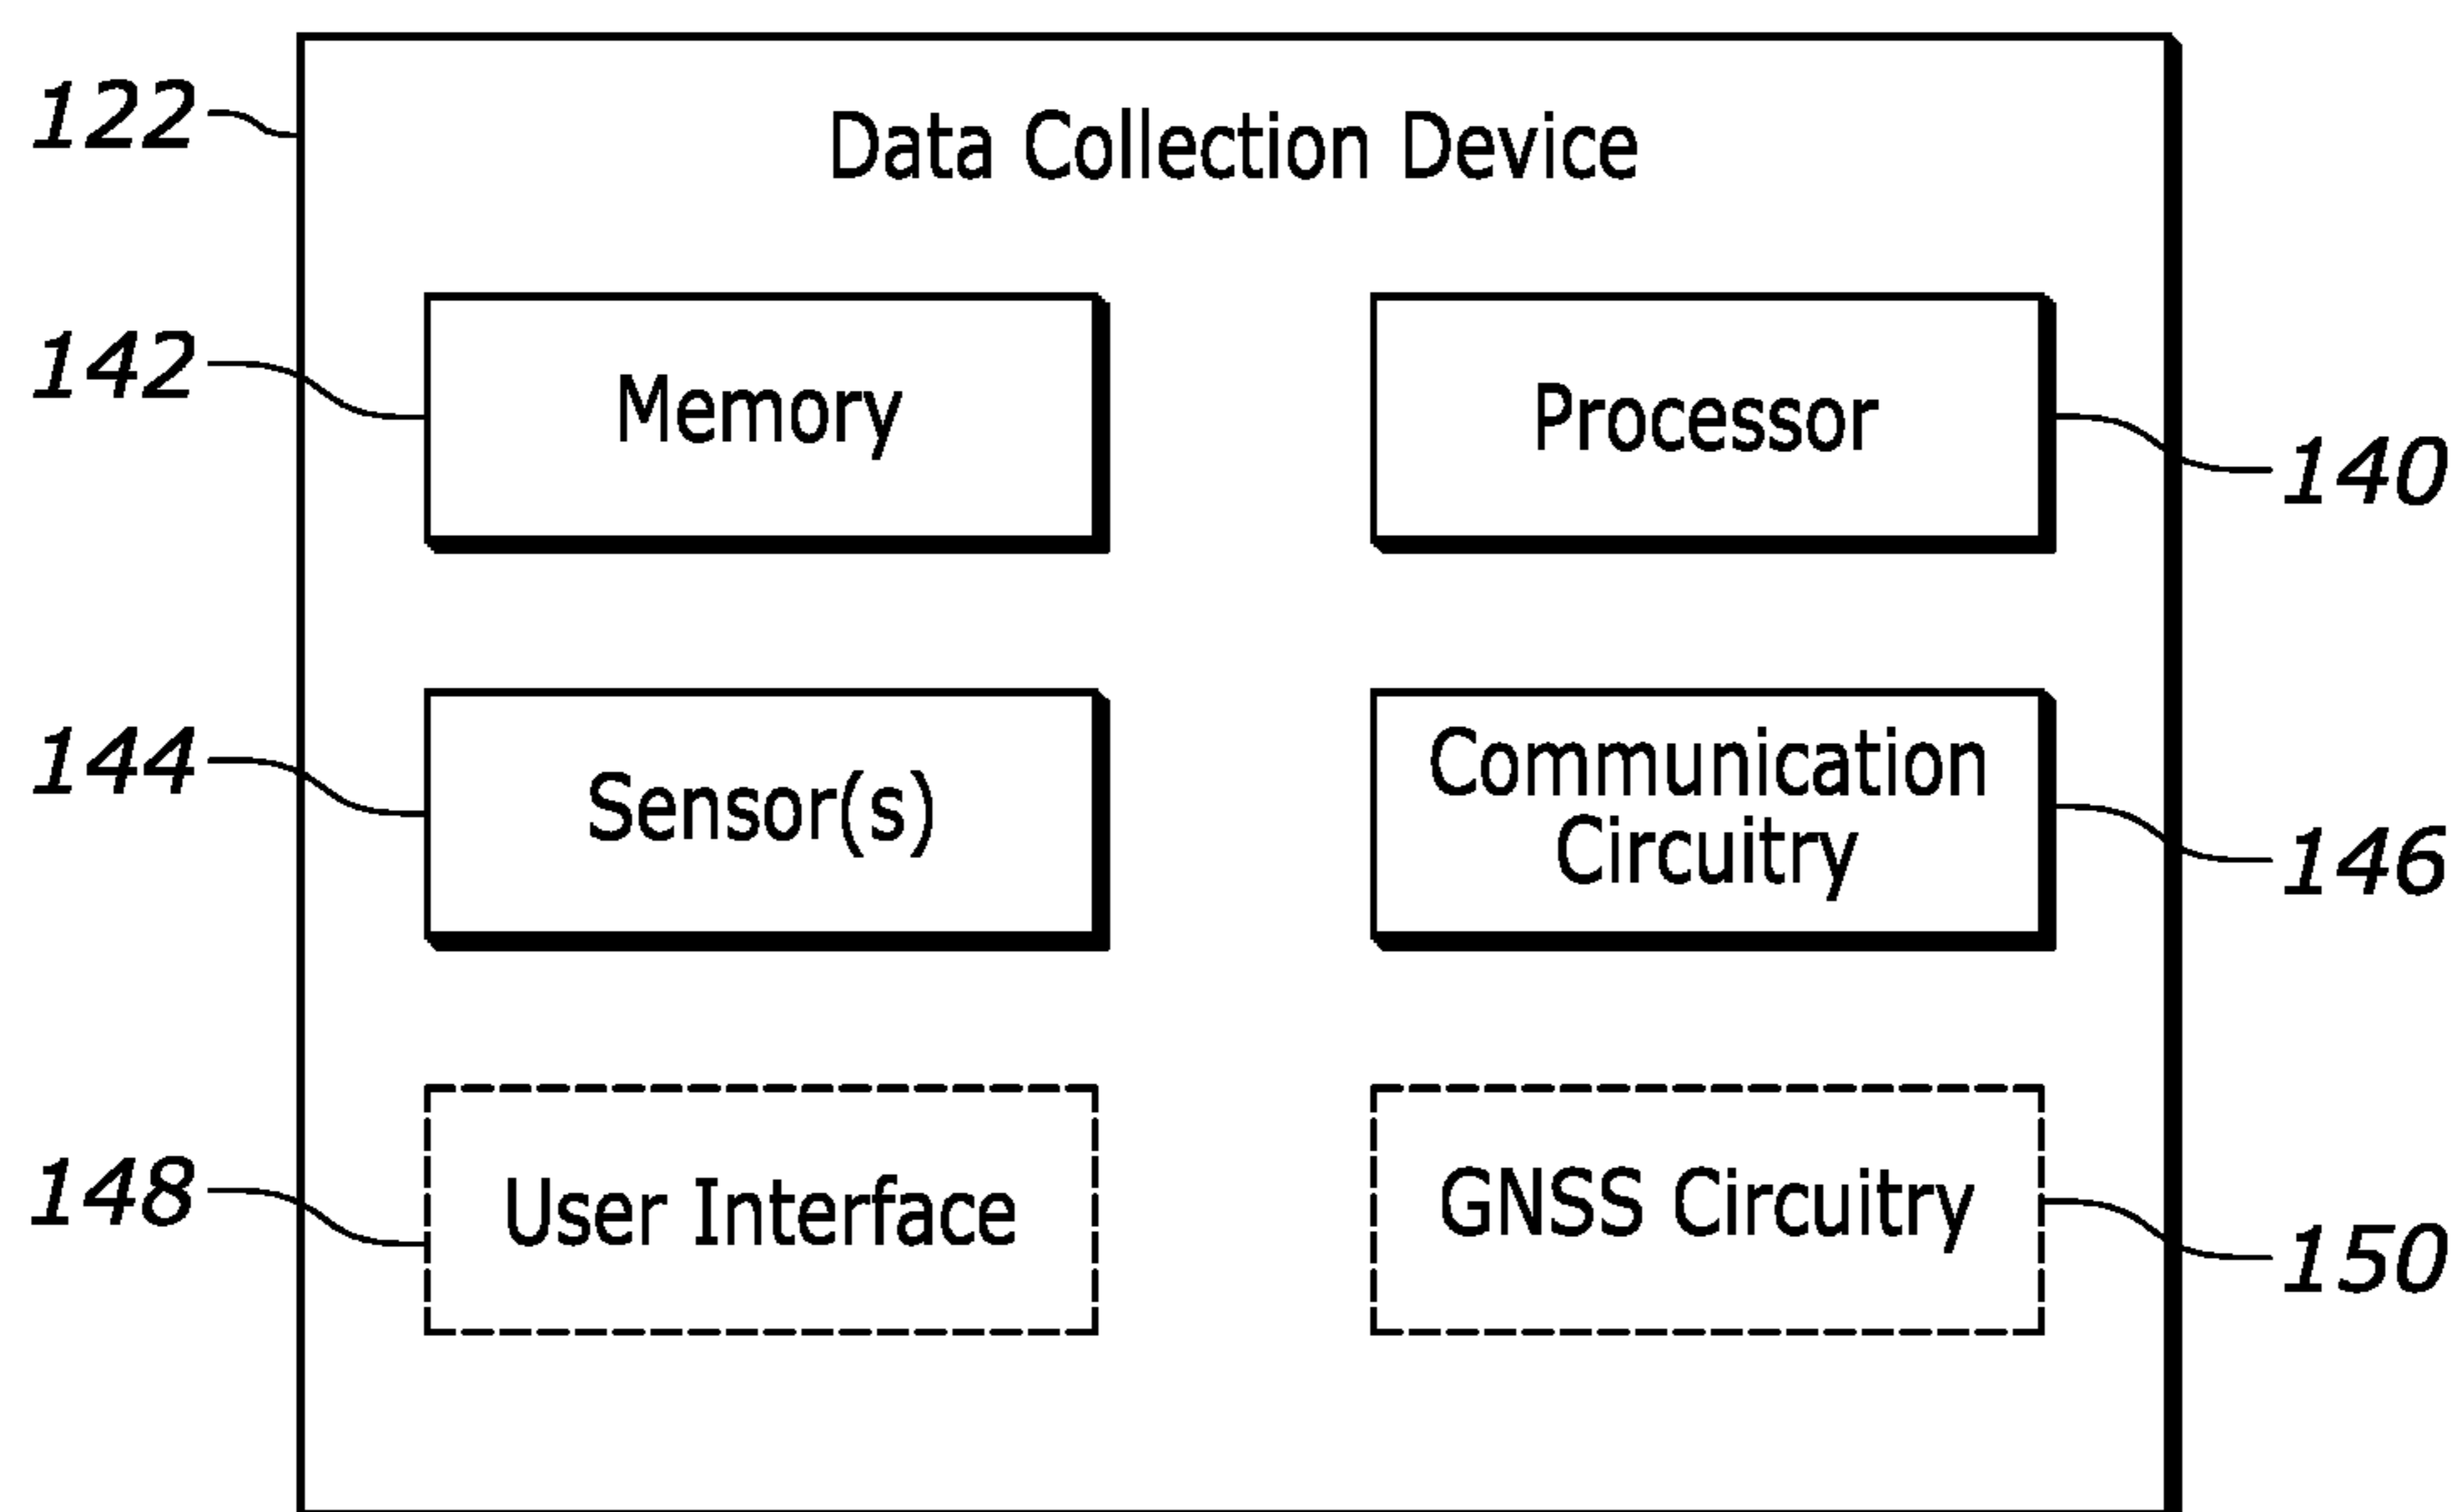 122
Data Collection Device
142
Memory
Processor
140
144
Sensor(s)
Communication
Circuitry
146
148
User Interface
GNSS Circuitry
150